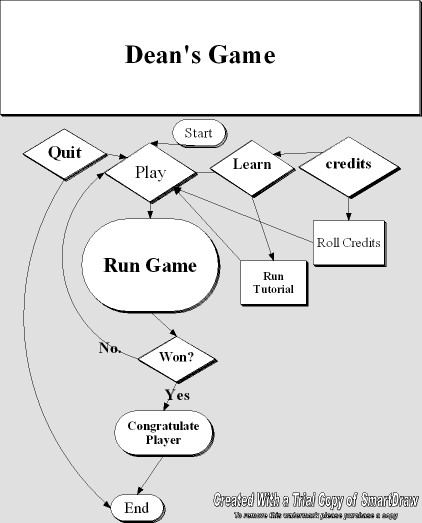 Dean's Game
Start
Quit
Play
Learn
credits
Run Game
Roll Credits
Run
Tutorial
No.
Won?
Yes
Congratulate
Player
End
Created With a Trial Copy of SmartDraw
To remove this watermark please purchase a copy